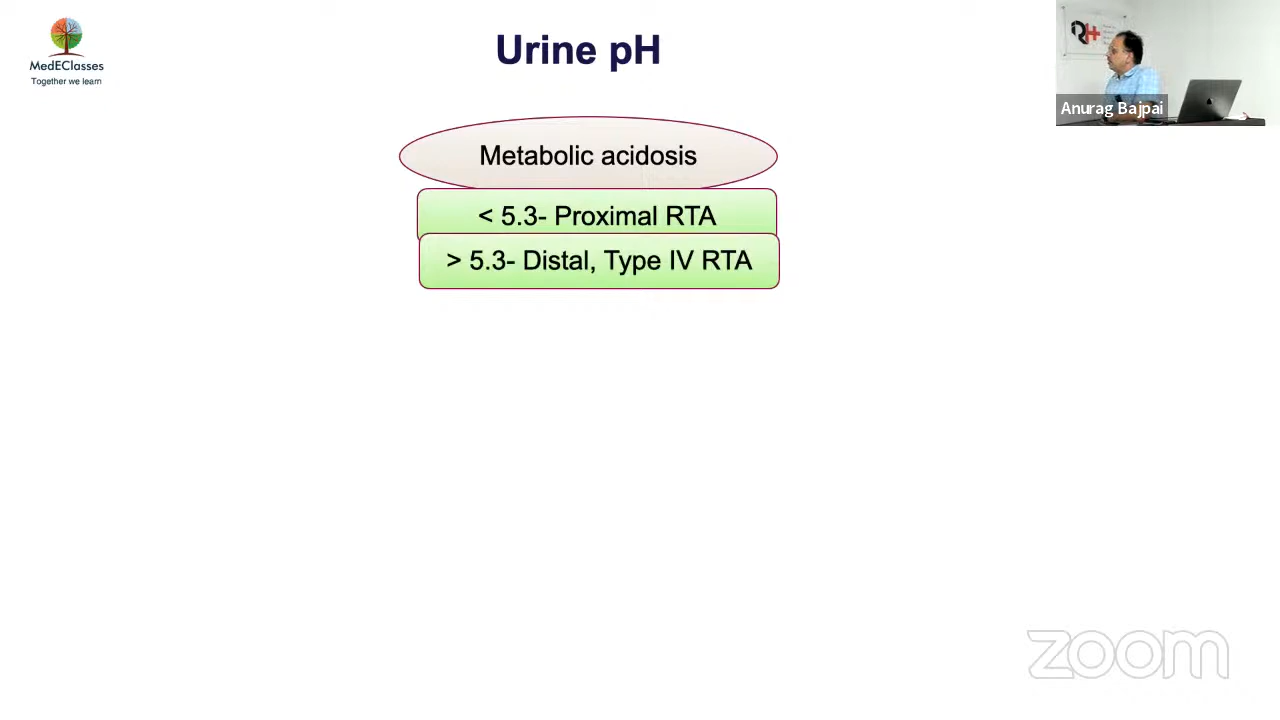 MedEClasses
Together we learn
Urine pH
Metabolic acidosis
< 5.3- Proximal RTA
> 5.3- Distal, Type IV RTA
Anurag Bajpai
zoom